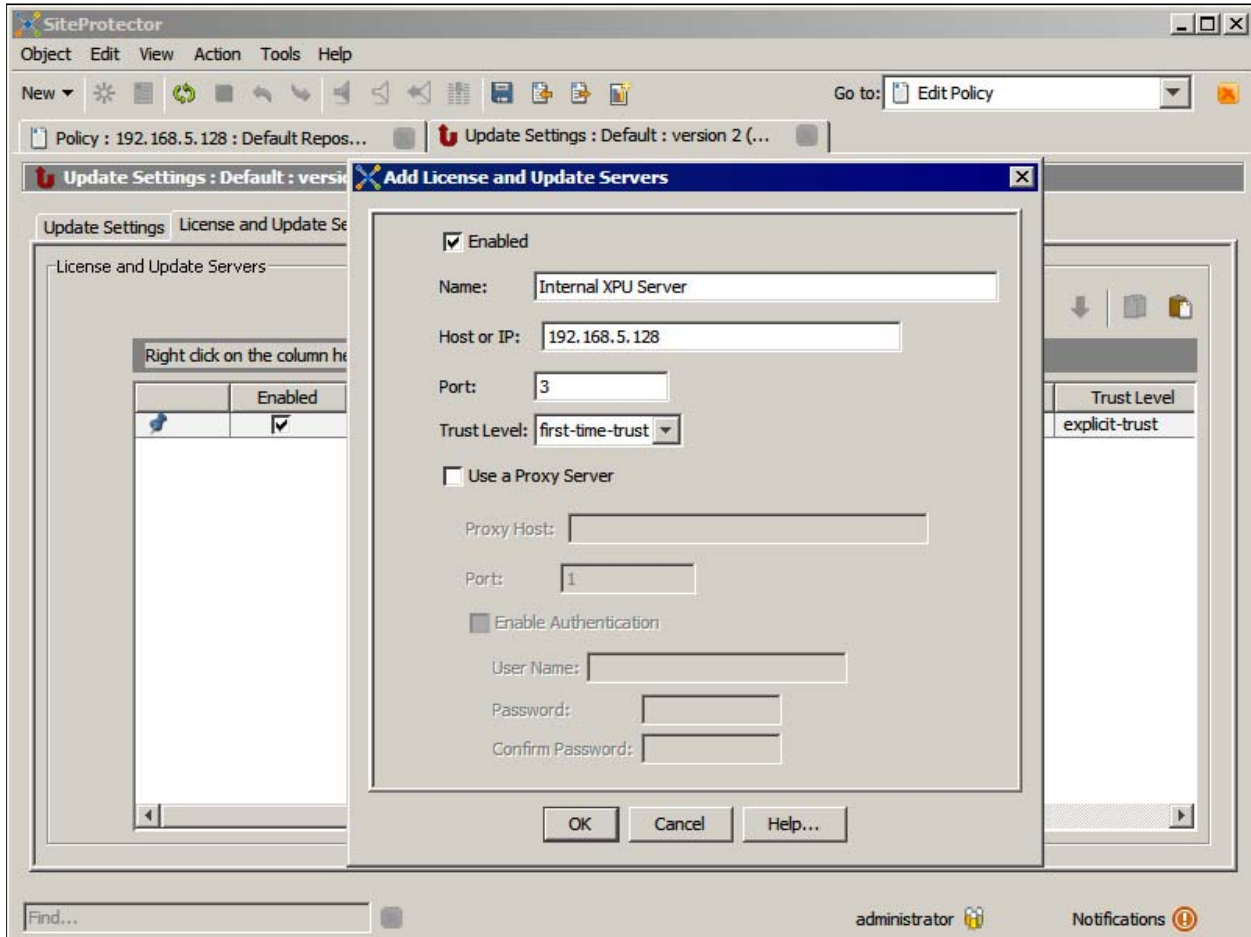 SiteProtector
Object Edit View Action Tools Help
New Go to: Edit Policy
Policy : 192.168.5.128 : Default Repos... Update Settings : Default : version 2 (...
Update Settings : Default : versi
Add License and Update Servers
Update Settings License and Update Se
License and Update Servers
Enabled
Name: Internal XPU Server
Host or IP: 192.168.5.128
Right click on the column he
Port: 3
Enabled Trust Level
Trust Level: first-time-trust
explicit-trust
Use a Proxy Server
Proxy Host:
Port: 1
Enable Authentication
User Name:
Password:
Confirm Password:
OK Cancel Help...
Find... administrator Notifications